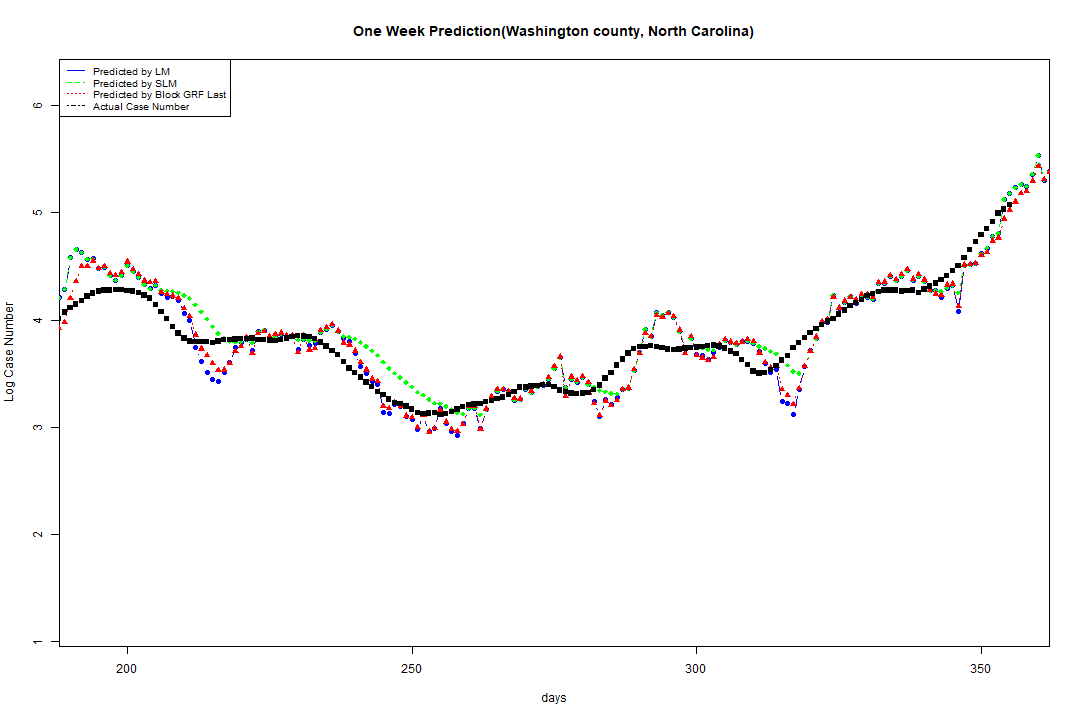 One Week Prediction(Washington county, North Carolina)
Predicted by LM
Predicted by SLM
Predicted by Block GRF Last
Actual Case Number
6
5
4
3
2
1
Log Case Number
200 250 300 350
days